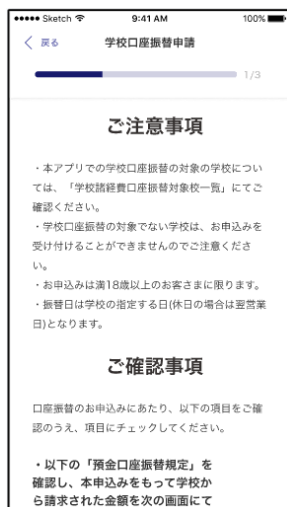 Sketch 9:41 AM 100%
戻る 学校口座振替申請
1/3
ご注意事項
・本アプリでの学校口座振替の対象の学校につい
ては、「学校諸経費口座振替対象校一覧」にてご
確認ください。
・学校口座振替の対象でない学校は、お申込みを
受け付けることができませんのでご注意くださ
い。
・お申込みは満18歳以上のお客さまに限ります。
・振替日は学校の指定する日(休日の場合は翌営業
日)となります。
ご確認事項
口座振替のお申込みにあたり、以下の項目をご確
認のうえ、項目にチェックしてください。
・以下の「預金口座振替規定」を
確認し、本申込みをもって学校か
ら請求された金額を次の画面にて